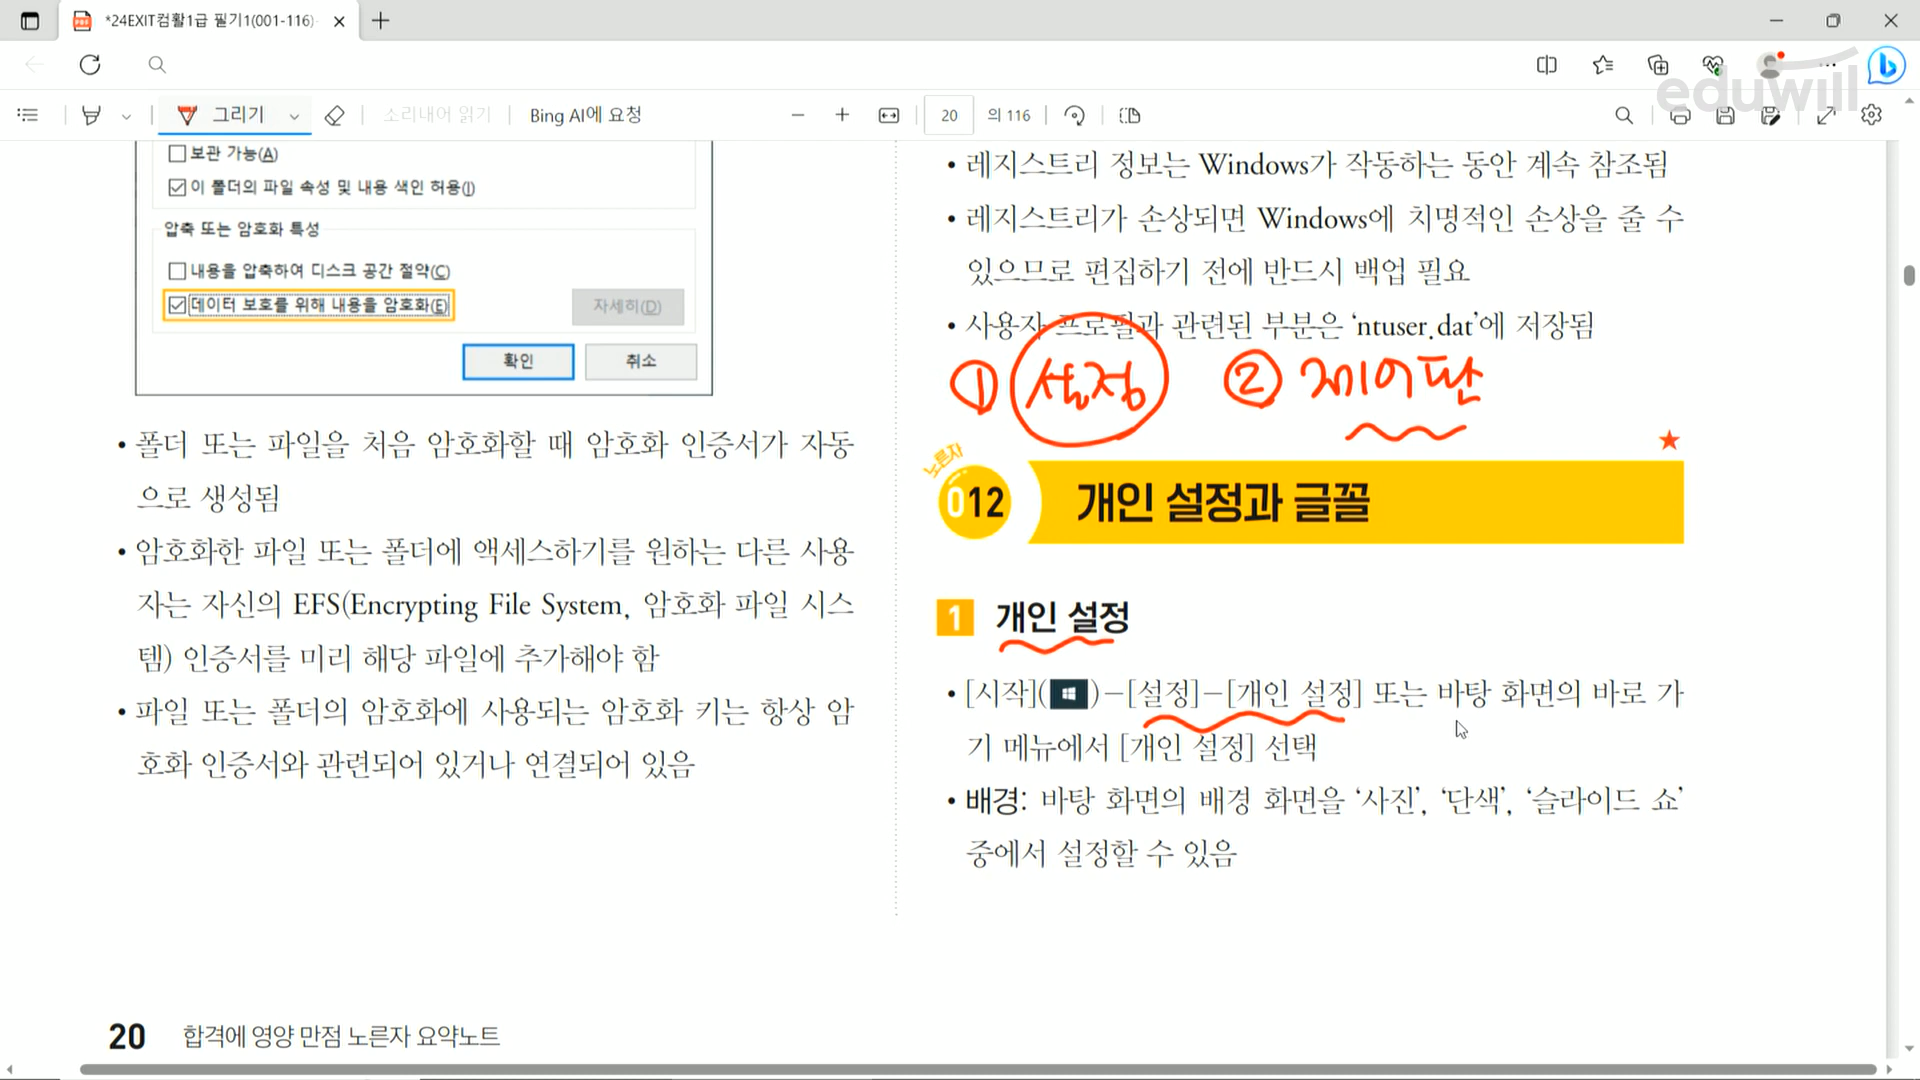 *24EXIT컴활1급 필기1(001-116)
eduwill
그리기
소리내어 읽기
Bing AI에 요청
20
의 116
보관 가능(A)
이 폴더의 파일 속성 및 내용 색인 허용(I)
압축 또는 암호화 특성
내용을 압축하여 디스크 공간 절약(C)
데이터 보호를 위해 내용을 암호화(E)
자세히(D)
확인
취소
• 폴더 또는 파일을 처음 암호화할 때 암호화 인증서가 자동
으로 생성됨
• 암호화한 파일 또는 폴더에 액세스하기를 원하는 다른 사용
자는 자신의 EFS(Encrypting File System, 암호화 파일 시스
템) 인증서를 미리 해당 파일에 추가해야 함
• 파일 또는 폴더의 암호화에 사용되는 암호화 키는 항상 암
호화 인증서와 관련되어 있거나 연결되어 있음
• 레지스트리 정보는 Windows가 작동하는 동안 계속 참조됨
• 레지스트리가 손상되면 Windows에 치명적인 손상을 줄 수
있으므로 편집하기 전에 반드시 백업 필요
• 사용자 프로필과 관련된 부분은 ‘ntuser.dat’에 저장됨
① 설정 ② 제어판
노른자
012 개인 설정과 글꼴
1 개인 설정
• [시작]()–[설정]–[개인 설정] 또는 바탕 화면의 바로 가
기 메뉴에서 [개인 설정] 선택
• 배경: 바탕 화면의 배경 화면을 ‘사진’, ‘단색’, ‘슬라이드 쇼’
중에서 설정할 수 있음
20 합격에 영양 만점 노른자 요약노트